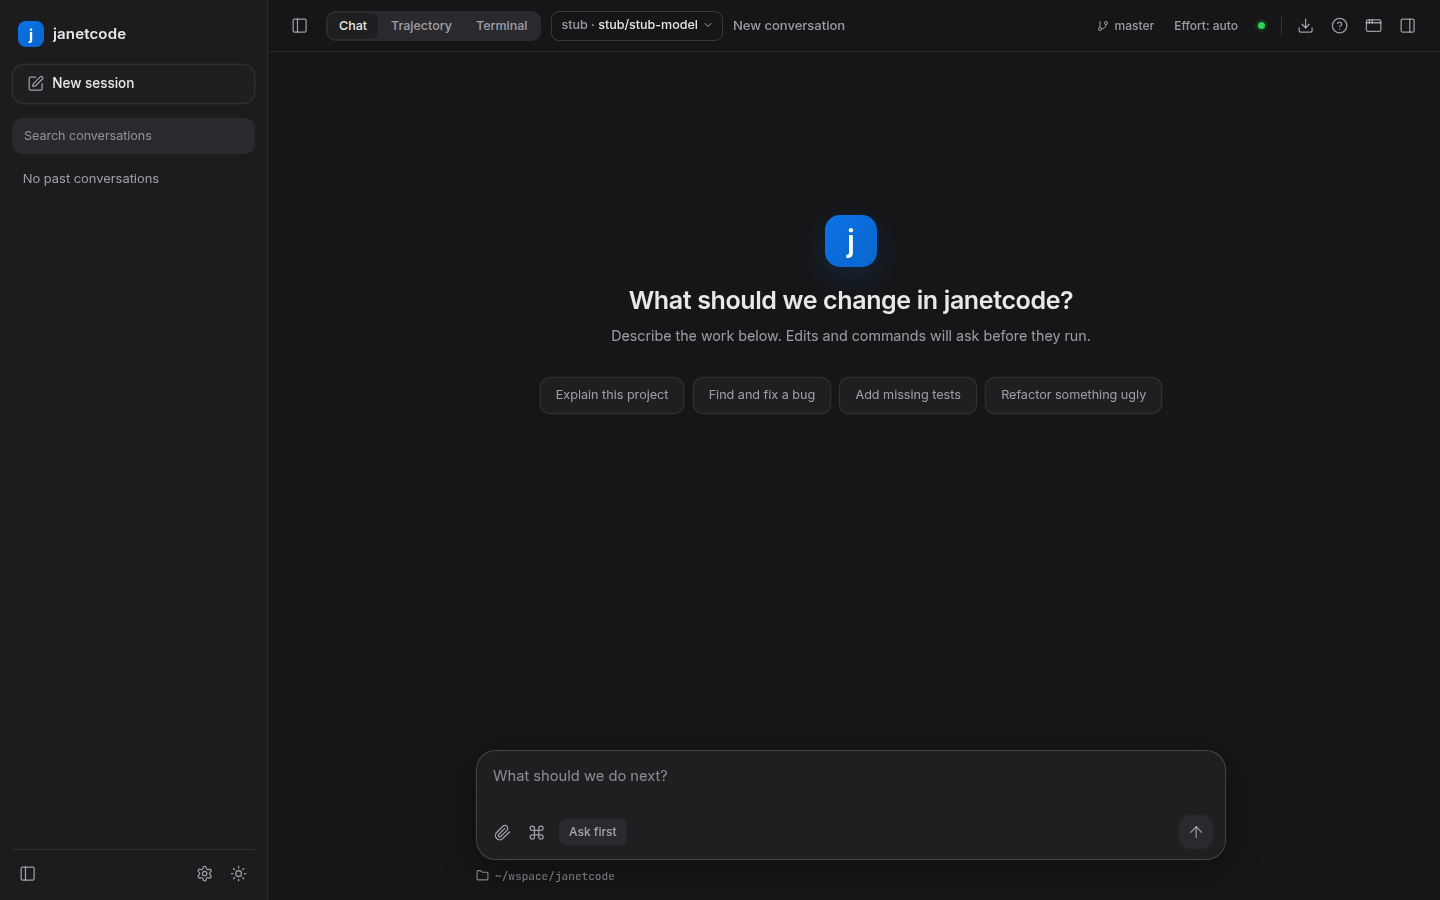 j janetcode
New session
Search conversations
No past conversations
Chat Trajectory Terminal stub · stub/stub-model New conversation master Effort: auto
j
What should we change in janetcode?
Describe the work below. Edits and commands will ask before they run.
Explain this project Find and fix a bug Add missing tests Refactor something ugly
What should we do next?
Ask first
~/wspace/janetcode